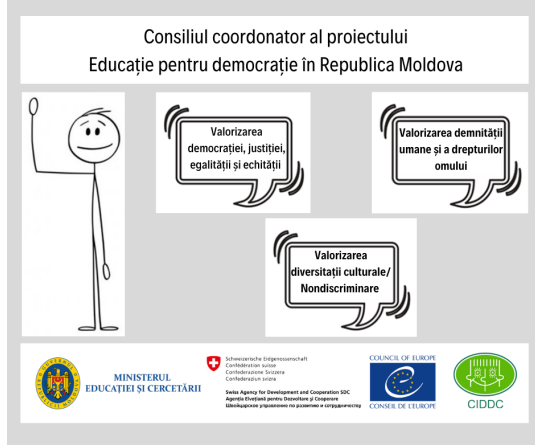 Consiliul coordonator al proiectului
Educație pentru democrație în Republica Moldova
Valorizarea
democrației, justiției,
egalității și echității
Valorizarea demnității
umane și a drepturilor
omului
Valorizarea
diversității culturale/
Nondiscriminare
MINISTERUL
EDUCAȚIEI ȘI CERCETĂRII
Schweizerische Eidgenossenschaft
Confédération suisse
Confederazione Svizzera
Confederaziun svizra
Swiss Agency for Development and Cooperation SDC
Agenția Elvețiană pentru Dezvoltare și Cooperare
Швейцарское управление по развитию и сотрудничеству
COUNCIL OF EUROPE
CONSEIL DE L'EUROPE
CIDDC